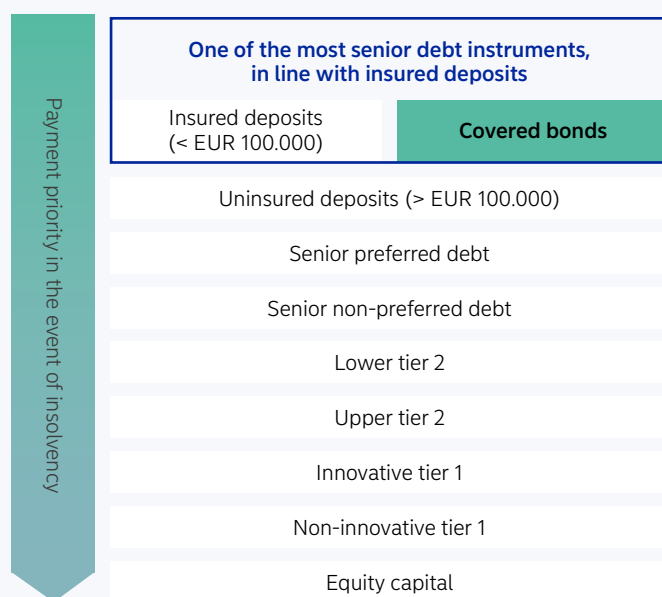 Payment priority in the event of insolvency
One of the most senior debt instruments,
in line with insured deposits
Insured deposits
(< EUR 100.000)
Covered bonds
Uninsured deposits (> EUR 100.000)
Senior preferred debt
Senior non-preferred debt
Lower tier 2
Upper tier 2
Innovative tier 1
Non-innovative tier 1
Equity capital